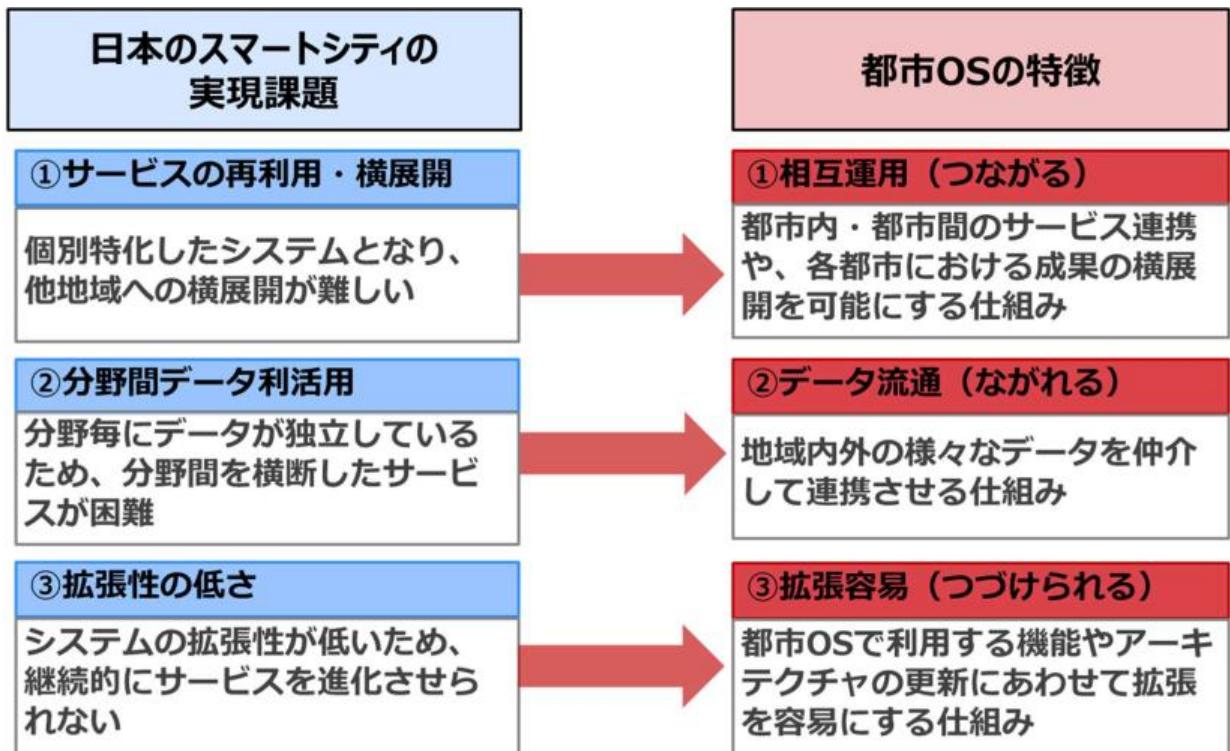 日本のスマートシティの
実現課題
都市OSの特徴
①サービスの再利用・横展開
個別特化したシステムとなり、
他地域への横展開が難しい
①相互運用（つながる）
都市内・都市間のサービス連携
や、各都市における成果の横展
開を可能にする仕組み
②分野間データ利活用
分野毎にデータが独立している
ため、分野間を横断したサービ
スが困難
②データ流通（ながれる）
地域内外の様々なデータを仲介
して連携させる仕組み
③拡張性の低さ
システムの拡張性が低いため、
継続的にサービスを進化させら
れない
③拡張容易（つづけられる）
都市OSで利用する機能やアーキ
テクチャの更新にあわせて拡張
を容易にする仕組み